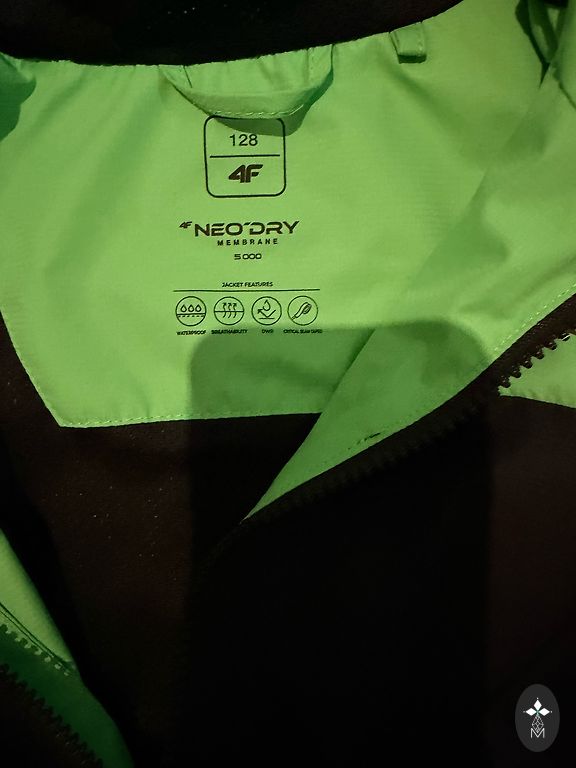 128
4F
4F NEO DRY
MEMBRANE
5 000
JACKET FEATURES
WATERPROOF BREATHABILITY DWR CRITICAL SEAM TAPED
M